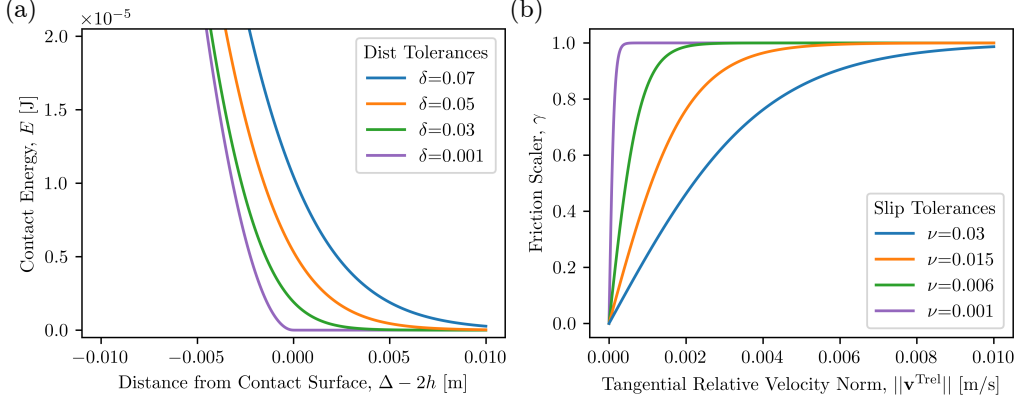 (a)
×10⁻⁵
2.0
1.5
1.0
0.5
0.0
Contact Energy, E [J]
Dist Tolerances
δ=0.07
δ=0.05
δ=0.03
δ=0.001
−0.010 −0.005 0.000 0.005 0.010
Distance from Contact Surface, Δ − 2h [m]
(b)
1.0
0.8
0.6
0.4
0.2
0.0
Friction Scaler, γ
Slip Tolerances
ν=0.03
ν=0.015
ν=0.006
ν=0.001
0.000 0.002 0.004 0.006 0.008 0.010
Tangential Relative Velocity Norm, ||v^Trel|| [m/s]